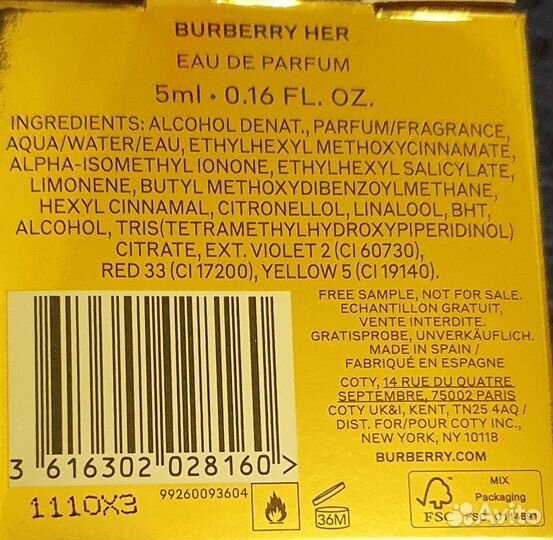 BURBERRY HER
EAU DE PARFUM
5ml • 0.16 FL. OZ.
INGREDIENTS: ALCOHOL DENAT., PARFUM/FRAGRANCE,
AQUA/WATER/EAU, ETHYLHEXYL METHOXYCINNAMATE,
ALPHA-ISOMETHYL IONONE, ETHYLHEXYL SALICYLATE,
LIMONENE, BUTYL METHOXYDIBENZOYLMETHANE,
HEXYL CINNAMAL, CITRONELLOL, LINALOOL, BHT,
ALCOHOL, TRIS(TETRAMETHYLHYDROXYPIPERIDINOL)
CITRATE, EXT. VIOLET 2 (CI 60730),
RED 33 (CI 17200), YELLOW 5 (CI 19140).
FREE SAMPLE, NOT FOR SALE.
ECHANTILLON GRATUIT,
VENTE INTERDITE.
GRATISPROBE, UNVERKÄUFLICH.
MADE IN SPAIN /
FABRIQUÉ EN ESPAGNE
COTY, 14 RUE DU QUATRE
SEPTEMBRE, 75002 PARIS
COTY UK&I, KENT, TN25 4AQ /
DIST. FOR/POUR COTY INC.,
NEW YORK, NY 10118
BURBERRY.COM
3 616302 028160>
1110X3
99260093604
36M
FSC
MIX
Packaging
Avito